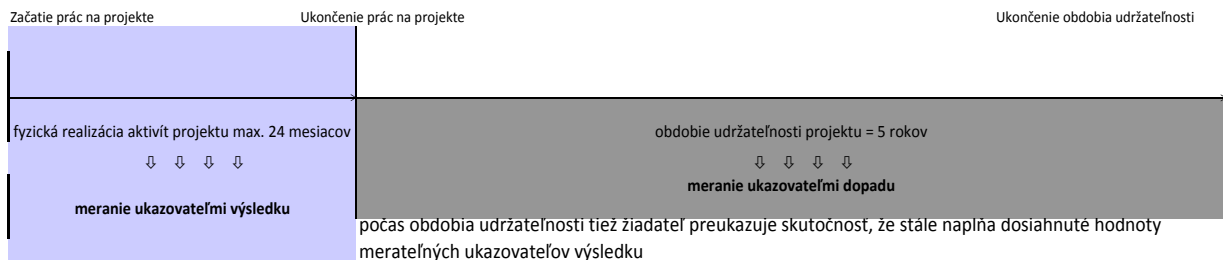 Začatie prác na projekte
Ukončenie prác na projekte
Ukončenie obdobia udržateľnosti
fyzická realizácia aktivít projektu max. 24 mesiacov
obdobie udržateľnosti projektu = 5 rokov
⇩ ⇩ ⇩ ⇩
⇩ ⇩ ⇩ ⇩
meranie ukazovateľmi výsledku
meranie ukazovateľmi dopadu
počas obdobia udržateľnosti tiež žiadateľ preukazuje skutočnosť, že stále napĺňa dosiahnuté hodnoty
merateľných ukazovateľov výsledku